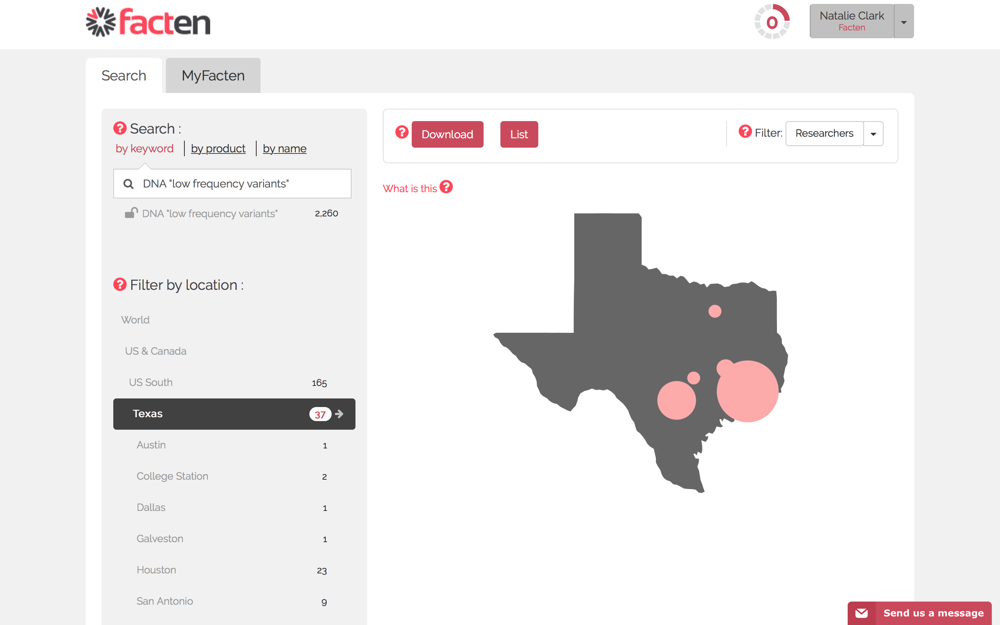 facten
0
Natalie Clark
Facten
Search
MyFacten
? Search :
by keyword
by product
by name
DNA "low frequency variants"
DNA "low frequency variants" 2,260
? Filter by location :
World
US & Canada
US South 165
Texas 37
Austin 1
College Station 2
Dallas 1
Galveston 1
Houston 23
San Antonio 9
? Download
List
? Filter: Researchers
What is this ?
Send us a message